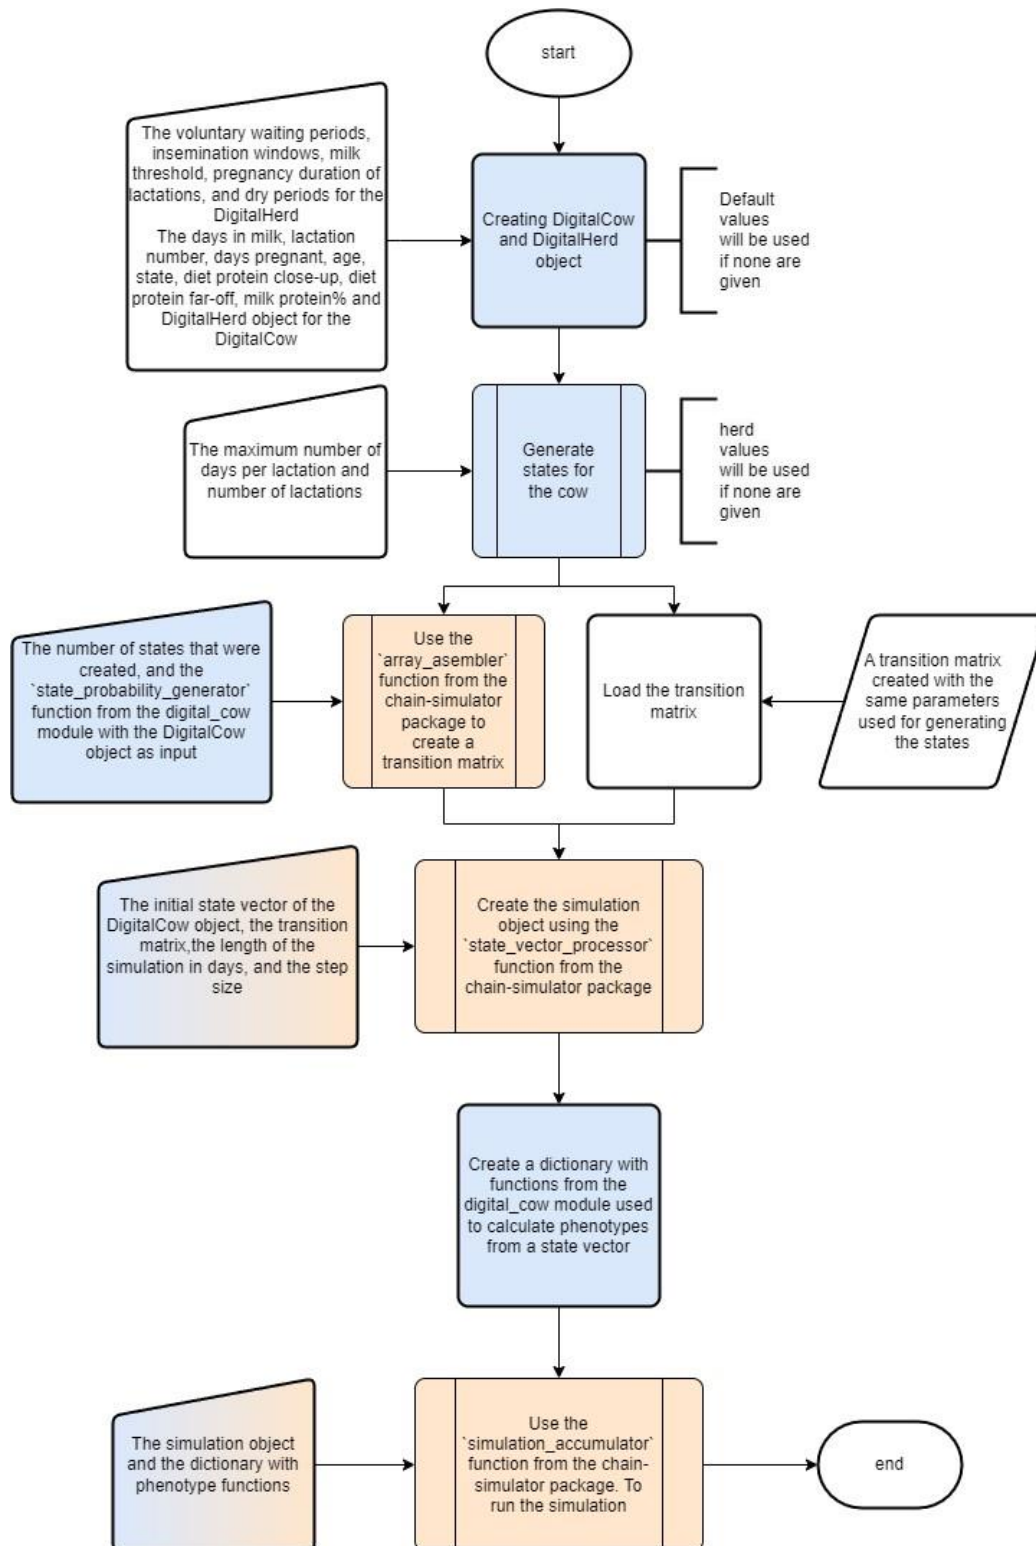 start
The voluntary waiting periods,
insemination windows, milk
threshold, pregnancy duration of
lactations, and dry periods for the
DigitalHerd
The days in milk, lactation
number, days pregnant, age,
state, diet protein close-up, diet
protein far-off, milk protein% and
DigitalHerd object for the
DigitalCow
Creating DigitalCow
and DigitalHerd
object
Default
values
will be used
if none are
given
The maximum number of
days per lactation and
number of lactations
Generate
states for
the cow
herd
values
will be used
if none are
given
The number of states that were
created, and the
`state_probability_generator`
function from the digital_cow
module with the DigitalCow
object as input
Use the
`array_asembler`
function from the
chain-simulator
package to
create a
transition matrix
Load the transition
matrix
A transition matrix
created with the
same parameters
used for generating
the states
The initial state vector of the
DigitalCow object, the transition
matrix,the length of the
simulation in days, and the step
size
Create the simulation
object using the
`state_vector_processor`
function from the
chain-simulator package
Create a dictionary with
functions from the
digital_cow module used
to calculate phenotypes
from a state vector
The simulation object
and the dictionary with
phenotype functions
Use the
`simulation_accumulator`
function from the chain-
simulator package. To
run the simulation
end